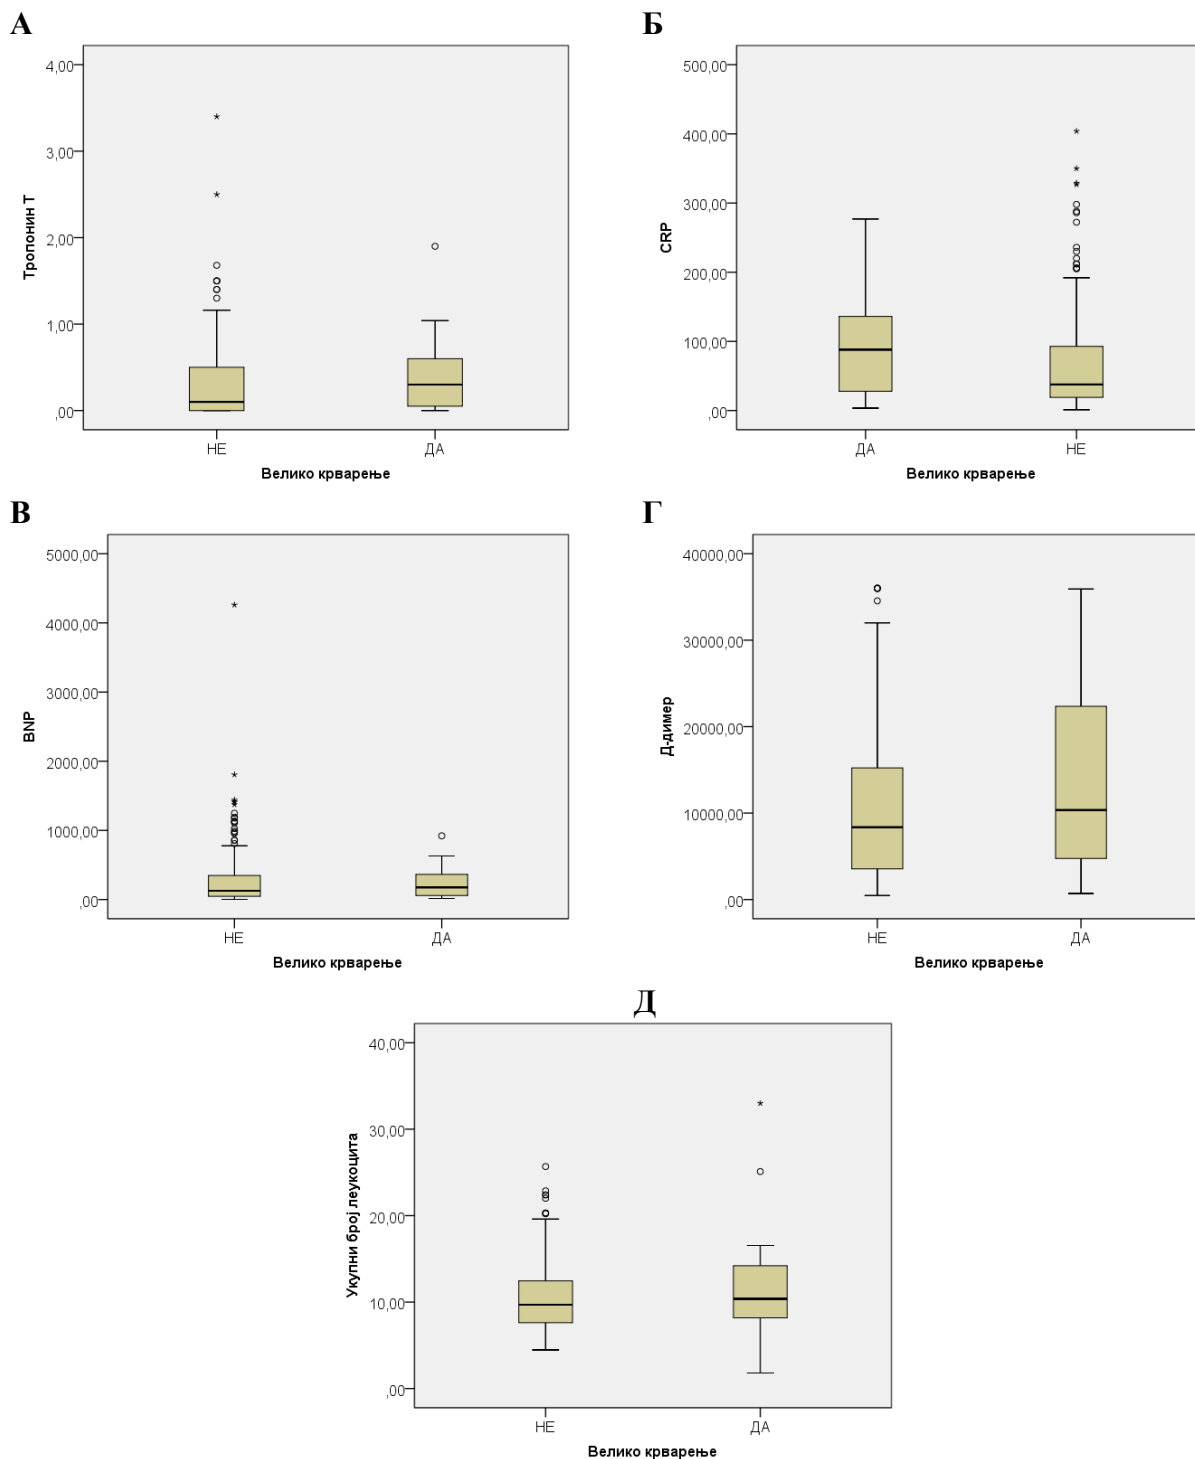 А
4,00
3,00
2,00
1,00
,00
Тропонин Т
НЕ
ДА
Велико крварење
Б
500,00
400,00
300,00
200,00
100,00
,00
CRP
ДА
НЕ
Велико крварење
В
5000,00
4000,00
3000,00
2000,00
1000,00
,00
BNP
НЕ
ДА
Велико крварење
Г
40000,00
30000,00
20000,00
10000,00
,00
Д-димер
НЕ
ДА
Велико крварење
Д
40,00
30,00
20,00
10,00
,00
Укупни број леукоцита
НЕ
ДА
Велико крварење